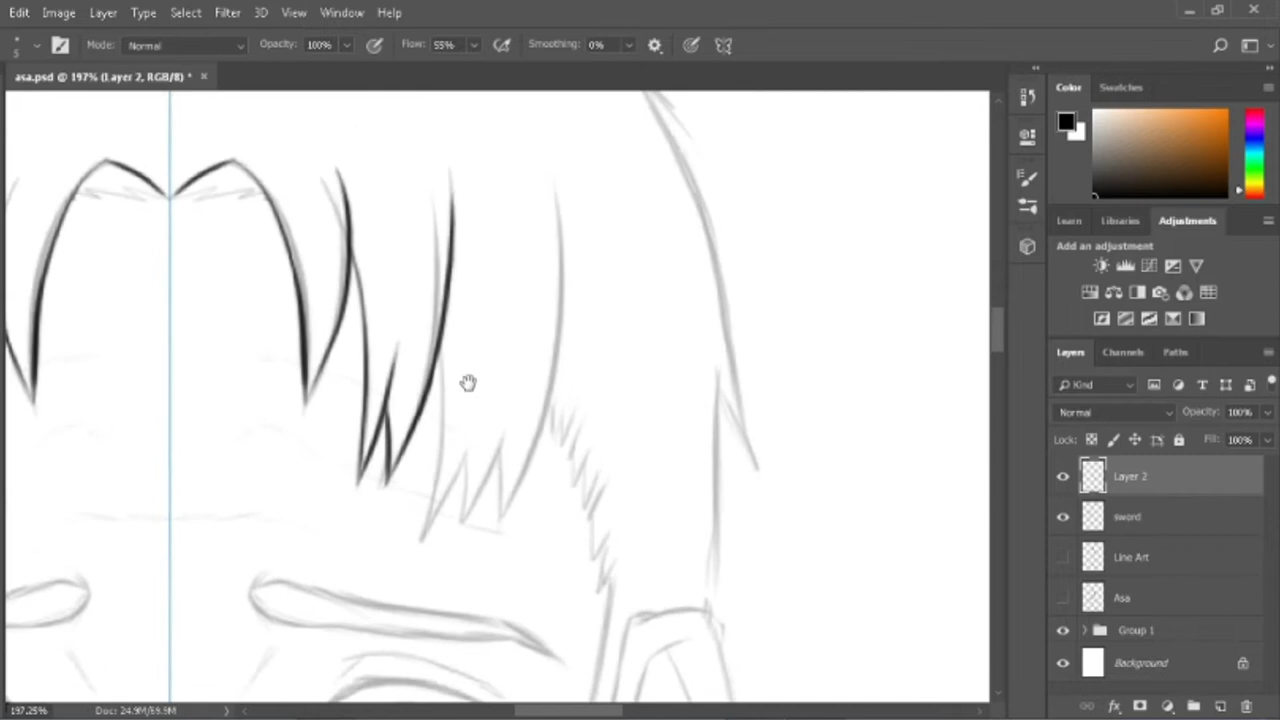 Edit Image Layer Type Select Filter 3D View Window Help
5 Mode: Normal Opacity: 100% Flow: 55% Smoothing: 0%
asa.psd @ 197% (Layer 2, RGB/8) * ×
Color Swatches
Learn Libraries Adjustments
Add an adjustment
Layers Channels Paths
Kind
Normal Opacity: 100%
Lock: Fill: 100%
Layer 2
sword
Line Art
Asa
Group 1
Background
197.25% Doc: 24.9M/59.9M